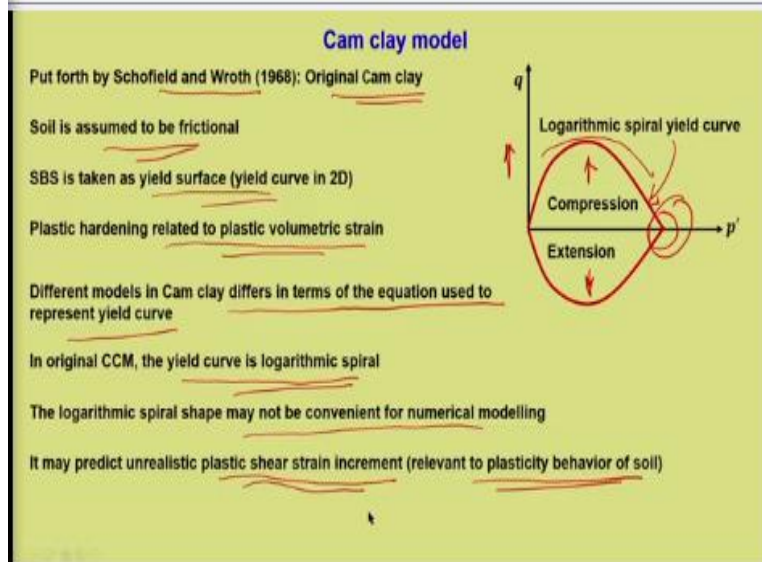 Cam clay model
Put forth by Schofield and Wroth (1968): Original Cam clay
Soil is assumed to be frictional
SBS is taken as yield surface (yield curve in 2D)
Plastic hardening related to plastic volumetric strain
Different models in Cam clay differs in terms of the equation used to
represent yield curve
In original CCM, the yield curve is logarithmic spiral
The logarithmic spiral shape may not be convenient for numerical modelling
It may predict unrealistic plastic shear strain increment (relevant to plasticity behavior of soil)
q
Logarithmic spiral yield curve
Compression
p'
Extension